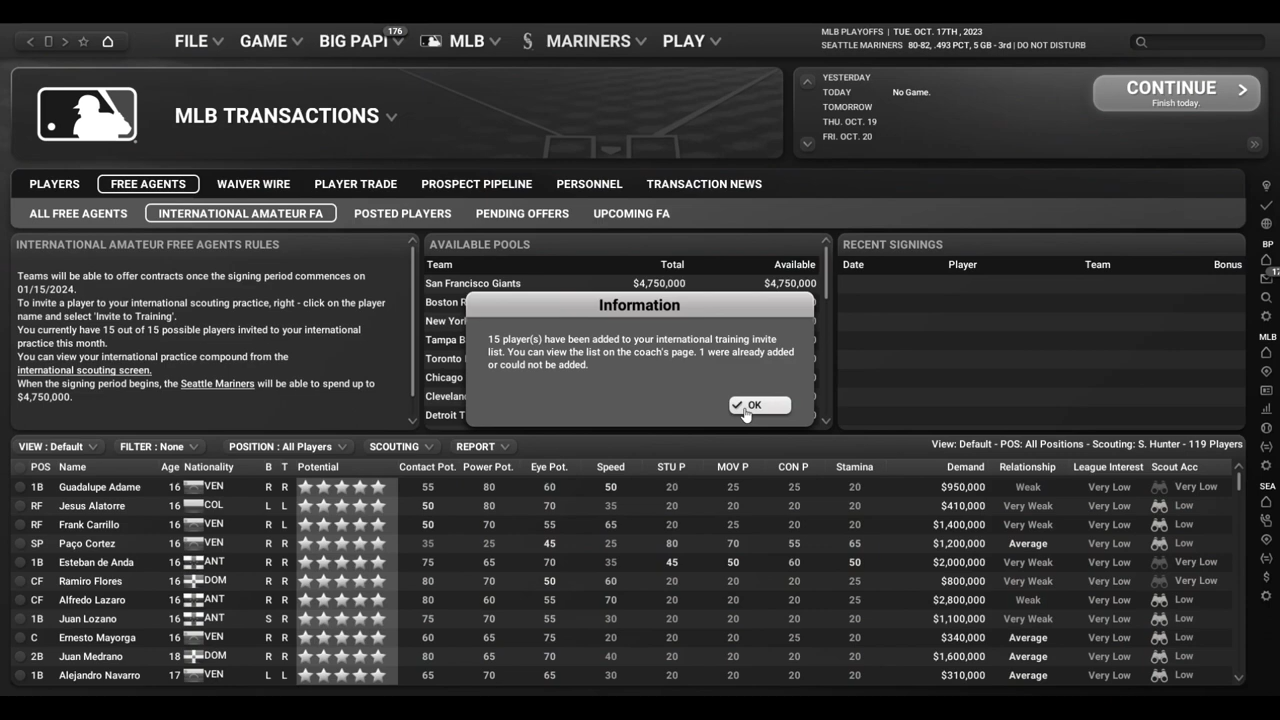 FILE GAME BIG PAPI 176 MLB MARINERS PLAY
MLB PLAYOFFS | TUE. OCT. 17TH, 2023
SEATTLE MARINERS 80-82, .493 PCT, 5 GB - 3rd | DO NOT DISTURB
MLB TRANSACTIONS
YESTERDAY
TODAY No Game.
TOMORROW
THU. OCT. 19
FRI. OCT. 20
CONTINUE
Finish today.
PLAYERS FREE AGENTS WAIVER WIRE PLAYER TRADE PROSPECT PIPELINE PERSONNEL TRANSACTION NEWS
ALL FREE AGENTS INTERNATIONAL AMATEUR FA POSTED PLAYERS PENDING OFFERS UPCOMING FA
INTERNATIONAL AMATEUR FREE AGENTS RULES
Teams will be able to offer contracts once the signing period commences on
01/15/2024.
To invite a player to your international scouting practice, right - click on the player
name and select 'Invite to Training'.
You currently have 15 out of 15 possible players invited to your international
practice this month.
You can view your international practice compound from the
international scouting screen.
When the signing period begins, the Seattle Mariners will be able to spend up to
$4,750,000.
AVAILABLE POOLS
Team Total Available
San Francisco Giants $4,750,000 $4,750,000
Boston R
New York
Tampa B
Toronto
Chicago
Clevelan
Detroit T
RECENT SIGNINGS
Date Player Team Bonus
Information
15 player(s) have been added to your international training invite
list. You can view the list on the coach's page. 1 were already added
or could not be added.
OK
VIEW : Default FILTER : None POSITION : All Players SCOUTING REPORT View: Default - POS: All Positions - Scouting: S. Hunter - 119 Players
POS Name Age Nationality B T Potential Contact Pot. Power Pot. Eye Pot. Speed STU P MOV P CON P Stamina Demand Relationship League Interest Scout Acc
1B Guadalupe Adame 16 VEN R R 55 80 60 50 20 25 25 20 $950,000 Weak Very Low Very Low
RF Jesus Alatorre 16 COL L L 50 80 70 35 20 20 20 20 $410,000 Very Weak Very Low Low
RF Frank Carrillo 16 VEN R L 50 70 55 65 20 25 20 20 $1,400,000 Very Weak Very Low Low
SP Paço Cortez 16 VEN R R 35 25 45 25 80 70 55 65 $1,200,000 Average Very Low Low
1B Esteban de Anda 16 ANT R R 75 65 70 35 45 50 60 50 $2,000,000 Very Weak Very Low Very Low
CF Ramiro Flores 16 DOM R R 80 70 50 60 20 20 20 25 $800,000 Very Weak Very Low Very Low
CF Alfredo Lazaro 16 ANT R R 80 60 55 70 20 20 20 25 $2,800,000 Weak Very Low Low
1B Juan Lozano 16 ANT S R 75 70 55 30 20 20 20 20 $1,100,000 Very Weak Very Low Low
C Ernesto Mayorga 16 VEN R R 60 65 75 20 20 20 25 20 $340,000 Average Very Low Low
2B Juan Medrano 18 DOM R R 80 65 70 40 20 20 20 20 $1,600,000 Average Very Low Low
1B Alejandro Navarro 17 VEN L L 65 70 65 30 20 20 20 20 $310,000 Average Very Low Low
BP
MLB
SEA